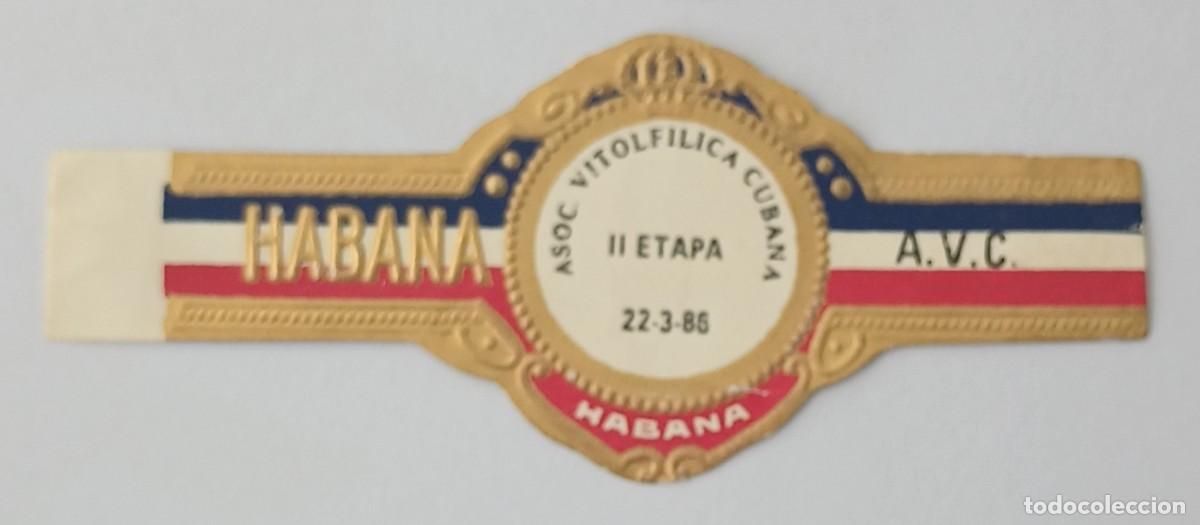 HABANA
ASOC. VITOLFILICA CUBANA
II ETAPA
22-3-86
HABANA
A.V.C.
todocoleccion